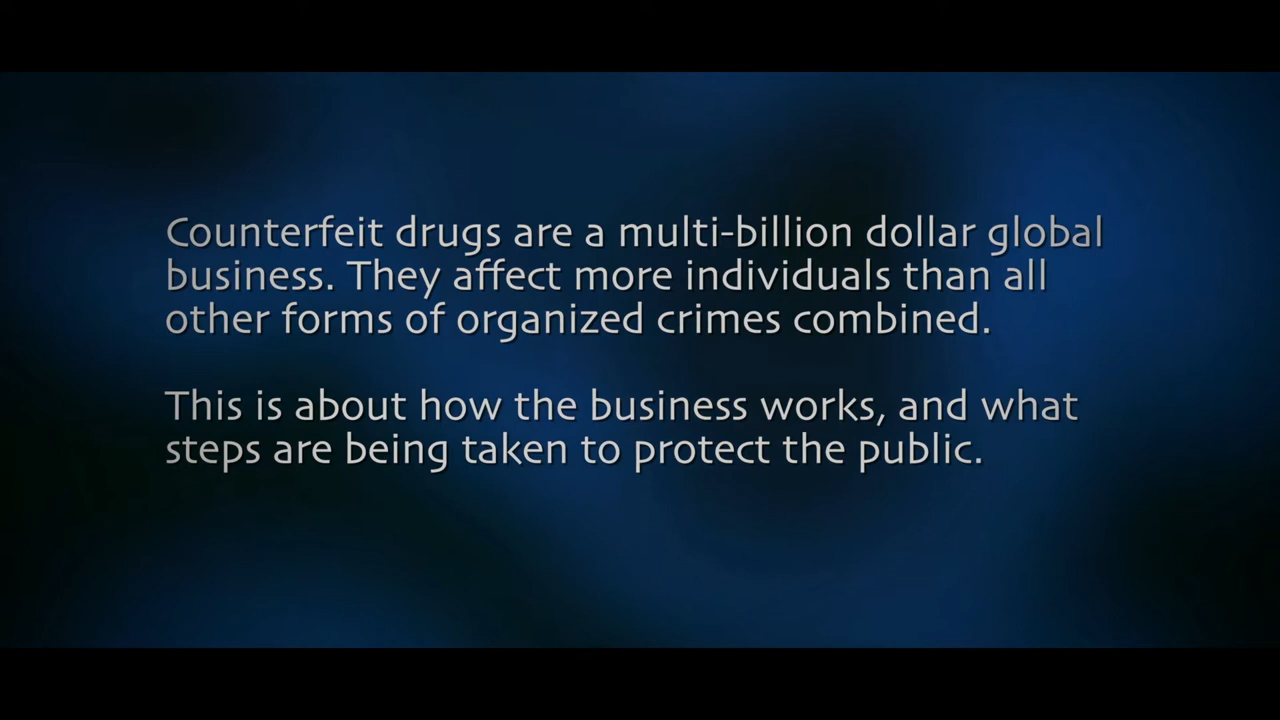 Counterfeit drugs are a multi-billion dollar global
business. They affect more individuals than all
other forms of organized crimes combined.
This is about how the business works, and what
steps are being taken to protect the public.